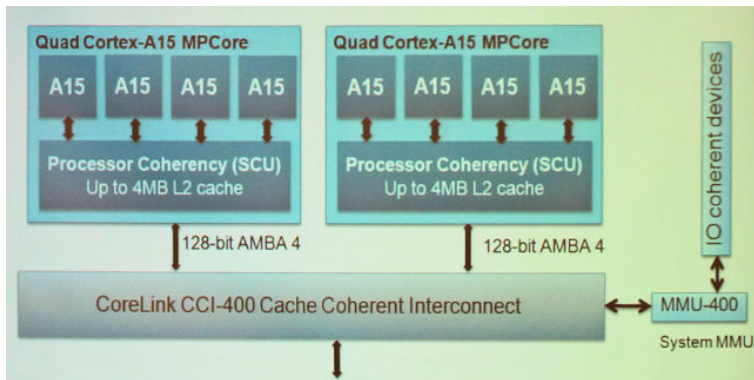 Quad Cortex-A15 MPCore
A15 A15 A15 A15
Processor Coherency (SCU)
Up to 4MB L2 cache
128-bit AMBA 4
Quad Cortex-A15 MPCore
A15 A15 A15 A15
Processor Coherency (SCU)
Up to 4MB L2 cache
128-bit AMBA 4
IO coherent devices
CoreLink CCI-400 Cache Coherent Interconnect
MMU-400
System MMU